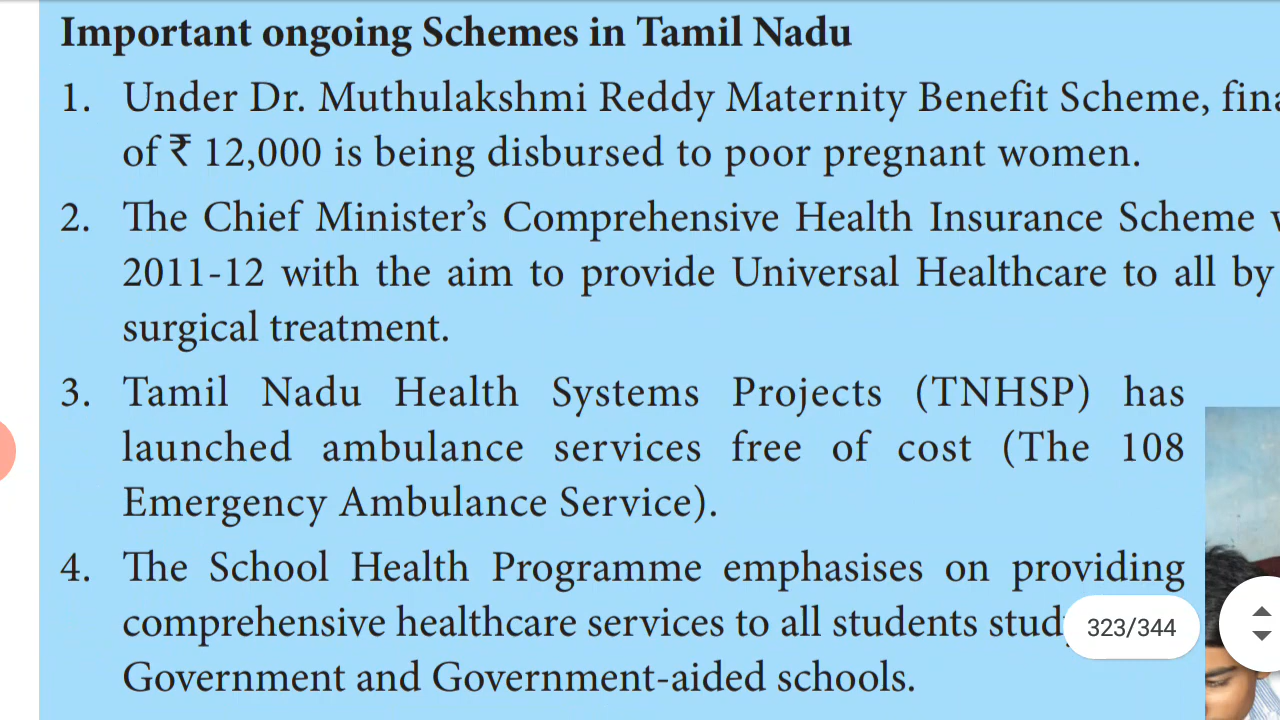 Important ongoing Schemes in Tamil Nadu
1. Under Dr. Muthulakshmi Reddy Maternity Benefit Scheme,
of ₹ 12,000 is being disbursed to poor pregnant women.
2. The Chief Minister’s Comprehensive Health Insurance Scheme
2011-12 with the aim to provide Universal Healthcare to all by
surgical treatment.
3. Tamil Nadu Health Systems Projects (TNHSP) has
launched ambulance services free of cost (The 108
Emergency Ambulance Service).
4. The School Health Programme emphasises on providing
comprehensive healthcare services to all students
323/344
Government and Government-aided schools.